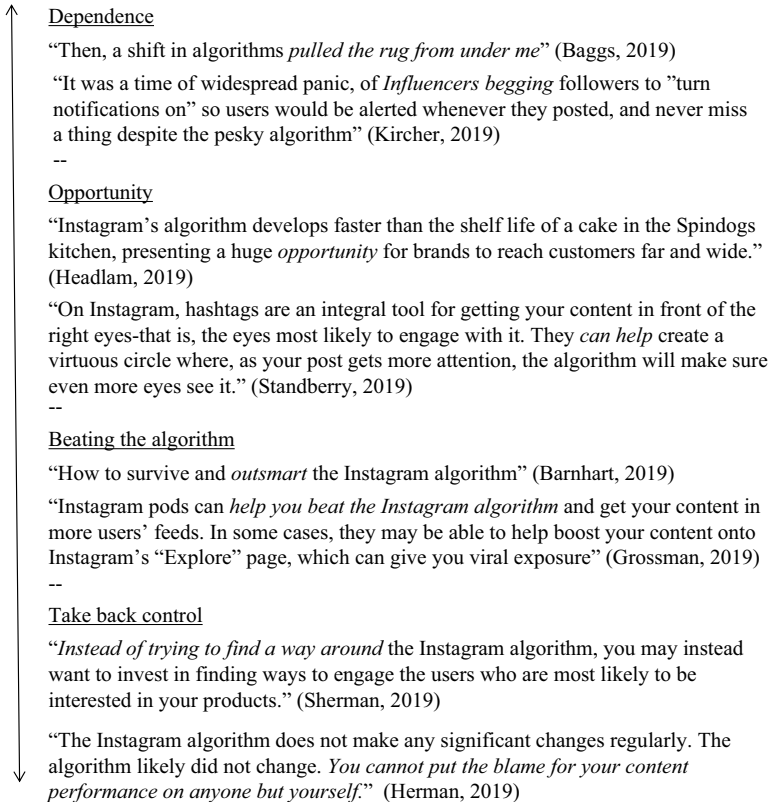 Dependence
“Then, a shift in algorithms pulled the rug from under me” (Baggs, 2019)
“It was a time of widespread panic, of Influencers begging followers to ”turn
notifications on” so users would be alerted whenever they posted, and never miss
a thing despite the pesky algorithm” (Kircher, 2019)
--
Opportunity
“Instagram’s algorithm develops faster than the shelf life of a cake in the Spindogs
kitchen, presenting a huge opportunity for brands to reach customers far and wide.”
(Headlam, 2019)
“On Instagram, hashtags are an integral tool for getting your content in front of the
right eyes-that is, the eyes most likely to engage with it. They can help create a
virtuous circle where, as your post gets more attention, the algorithm will make sure
even more eyes see it.” (Standberry, 2019)
--
Beating the algorithm
“How to survive and outsmart the Instagram algorithm” (Barnhart, 2019)
“Instagram pods can help you beat the Instagram algorithm and get your content in
more users’ feeds. In some cases, they may be able to help boost your content onto
Instagram’s “Explore” page, which can give you viral exposure” (Grossman, 2019)
--
Take back control
“Instead of trying to find a way around the Instagram algorithm, you may instead
want to invest in finding ways to engage the users who are most likely to be
interested in your products.” (Sherman, 2019)
“The Instagram algorithm does not make any significant changes regularly. The
algorithm likely did not change. You cannot put the blame for your content
performance on anyone but yourself.” (Herman, 2019)